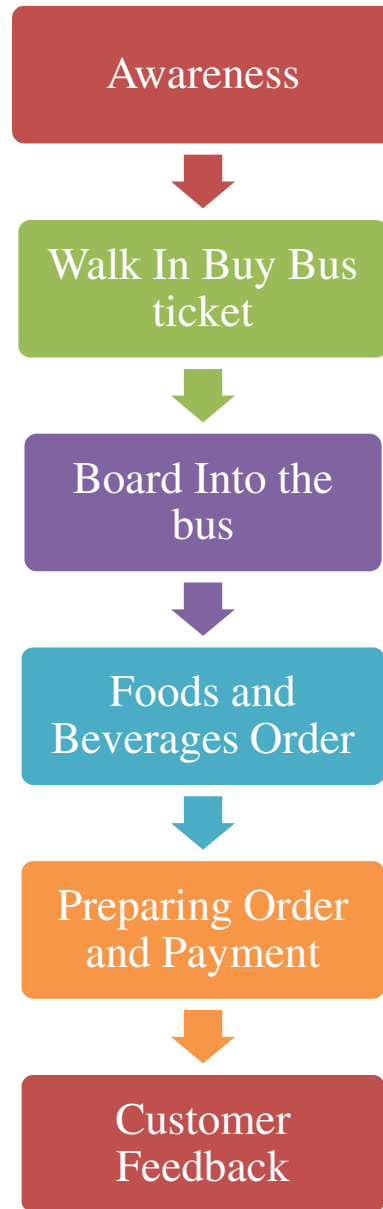 Awareness
Walk In Buy Bus
ticket
Board Into the
bus
Foods and
Beverages Order
Preparing Order
and Payment
Customer
Feedback